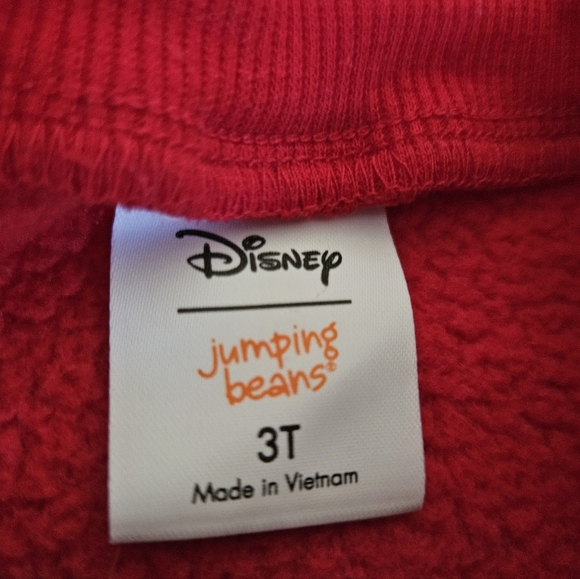 Disney
jumping
beans®
3T
Made in Vietnam